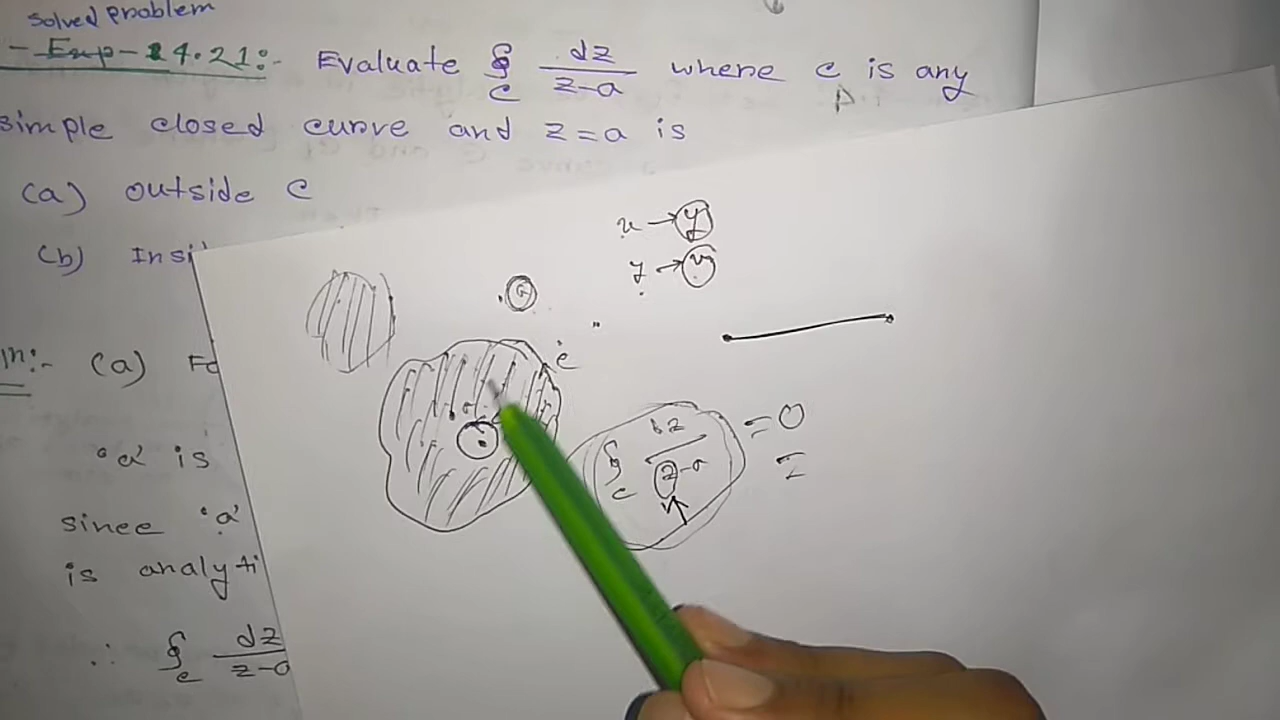 Solved problem
- Exp - 4.21:- Evaluate ∮c dz/z-a where c is any
simple closed curve and z=a is
(a) outside c
(b) Insi
x → y
y → x
a
c
a
∮c dz/z-a = 0
m:- (a) Fo
'a' is
since 'a'
is analyti
∴ ∮c dz/z-a